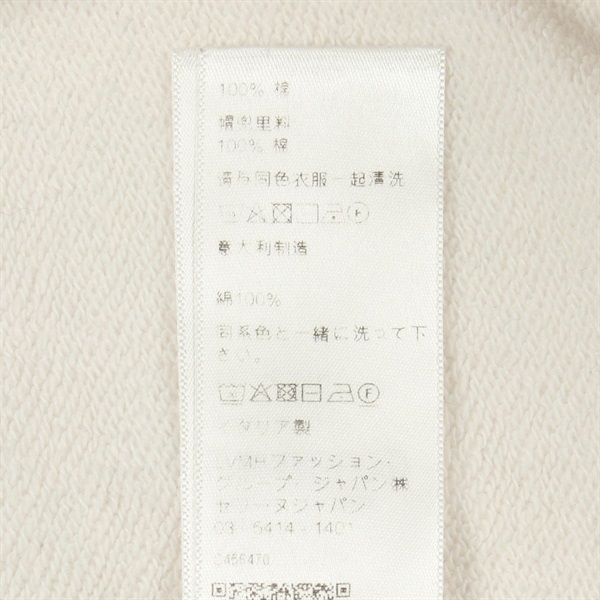 100% 棉
帽兜里料
100% 棉
请与同色衣服一起清洗
意大利制造
綿100%
同系色と一緒に洗って下
さい。
イタリア製
LVMHファッション・
グループ・ジャパン㈱
セリーヌジャパン
03-5414-1401